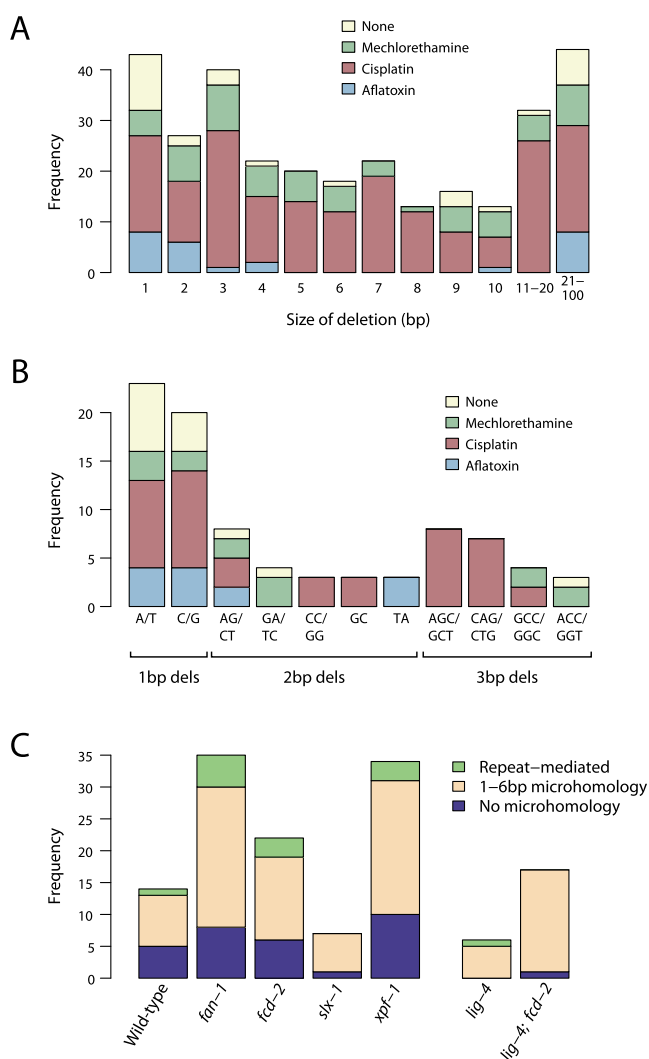 A
None
Mechlorethamine
Cisplatin
Aflatoxin
Frequency
40
30
20
10
0
1 2 3 4 5 6 7 8 9 10 11−20 21−
100
Size of deletion (bp)
B
None
Mechlorethamine
Cisplatin
Aflatoxin
Frequency
20
15
10
5
0
A/T C/G AG/ GA/ CC/ GC TA AGC/ CAG/ GCC/ ACC/
CT TC GG GCT CTG GGC GGT
1bp dels 2bp dels 3bp dels
C
Repeat−mediated
1−6bp microhomology
No microhomology
Frequency
35
30
25
20
15
10
5
0
Wild-type
fan−1
fcd−2
slx−1
xpf−1
lig−4
lig−4; fcd−2